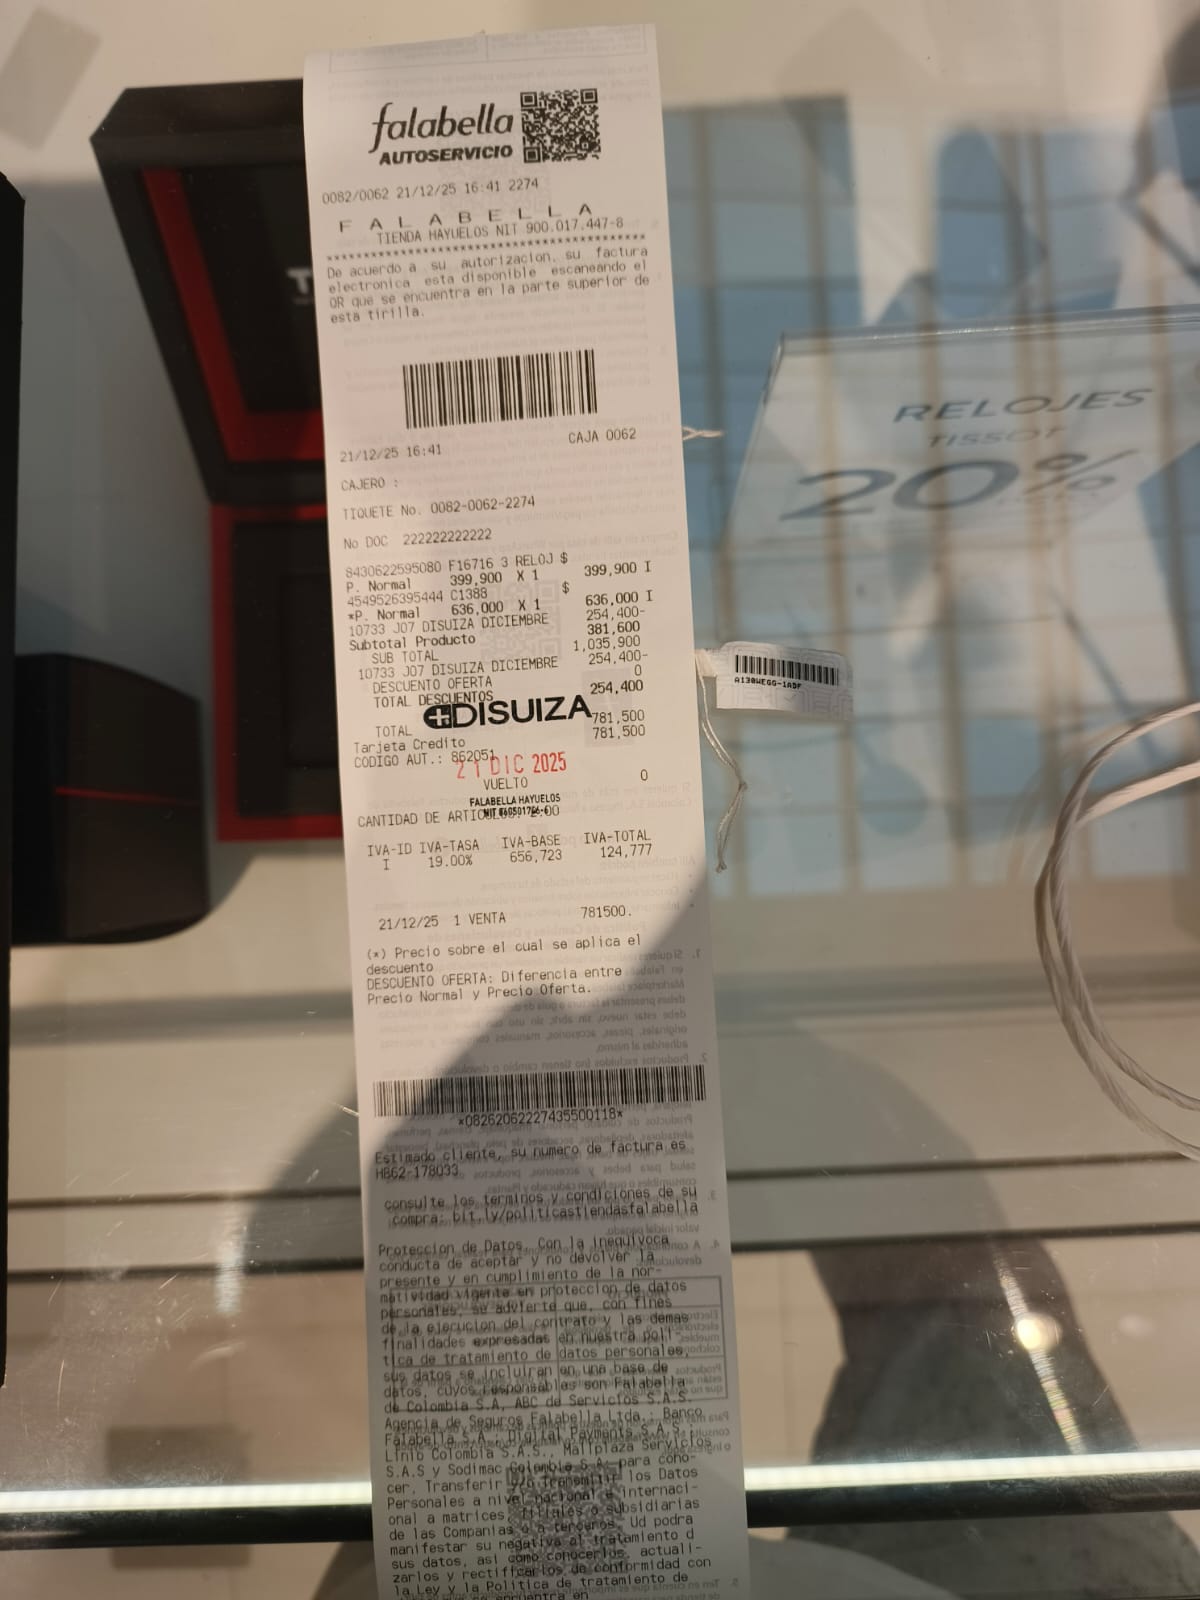 falabella
AUTOSERVICIO
0082/0062 21/12/25 16:41 2274
F A L A B E L L A
TIENDA HAYUELOS NIT 900.017.447-8
****************************************
De acuerdo a su autorizacion, su factura
electronica esta disponible escaneando el
QR que se encuentra en la parte superior de
esta tirilla.
CAJA 0062
21/12/25 16:41
CAJERO :
TIQUETE No. 0082-0062-2274
No DOC 222222222222
8430622595080 F16716 3 RELOJ $ 399,900 I
P. Normal 399,900 X 1
4549526395444 C1388 $ 636,000 I
*P. Normal 636,000 X 1
10733 J07 DISUIZA DICIEMBRE 254,400-
Subtotal Producto 381,600
SUB TOTAL 1,035,900
10733 J07 DISUIZA DICIEMBRE 254,400-
DESCUENTO OFERTA 0
TOTAL DESCUENTOS 254,400
DISUIZA
TOTAL 781,500
Tarjeta Credito 781,500
CODIGO AUT.: 862051
21 DIC 2025
VUELTO 0
FALABELLA HAYUELOS
CANTIDAD DE
IVA-ID IVA-TASA IVA-BASE IVA-TOTAL
I 19.00% 656,723 124,777
21/12/25 1 VENTA 781500.
(*) Precio sobre el cual se aplica el
descuento
DESCUENTO OFERTA: Diferencia entre
Precio Normal y Precio Oferta.
*08262062227435500118*
Estimado cliente, su numero de factura es
HB62-178033
consulte los terminos y condiciones de su
compra: bit.ly/politicastiendasfalabella
Proteccion de Datos. Con la inequivoca
conducta de aceptar y no devolver la
presente y en cumplimiento de la nor-
matividad vigente en proteccion de datos
personales, se advierte que, con fines
de la ejecucion del contrato y las demas
finalidades expresadas en nuestra poli-
tica de tratamiento de datos personales,
sus datos se incluiran en una base de
datos, cuyos responsables son Falabella
de Colombia S.A, ABC de Servicios S.A.S.
Agencia de Seguros Falabella Ltda., Banco
Falabella S.A., Digital Payments S.A.S.,
Linio Colombia S.A.S., Mallplaza Servicios
S.A.S y Sodimac Colombia S.A. para cono-
cer, Transferir y/o Transmitir los Datos
Personales a nivel nacional e internaci-
onal a matrices, filiales o subsidiarias
de las Companias o a terceros. Ud podra
manifestar su negativa al tratamiento d
sus datos, asi como conocerlos, actuali-
zarlos y rectificarlos de conformidad con
la Ley y la Politica de tratamiento de
RELOJES
TISSOT
20%
A130WEGG-1ADF